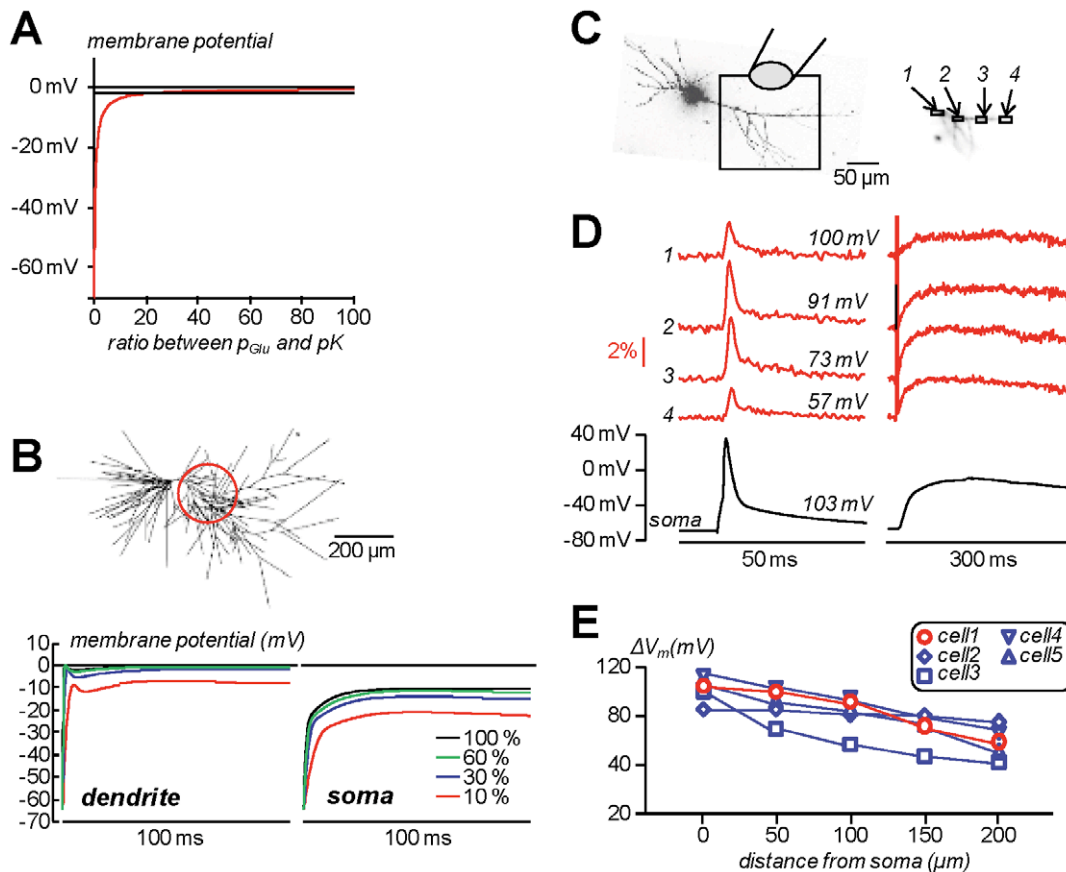 A
membrane potential
0 mV
-20 mV
-40 mV
-60 mV
0 20 40 60 80 100
ratio between pGlu and pK
B
200 µm
10 membrane potential (mV)
0
-10
-20
-30
-40
-50
-60
-70
100 %
60 %
30 %
10 %
dendrite
soma
100 ms
100 ms
C
1 2 3 4
50 µm
D
1
100 mV
2
91 mV
2%
3
73 mV
4
57 mV
40 mV
0 mV
-40 mV
-80 mV
soma
103 mV
50 ms
300 ms
E
ΔVm(mV)
cell1 cell4
cell2 cell5
cell3
120
80
40
20
0 50 100 150 200
distance from soma (µm)